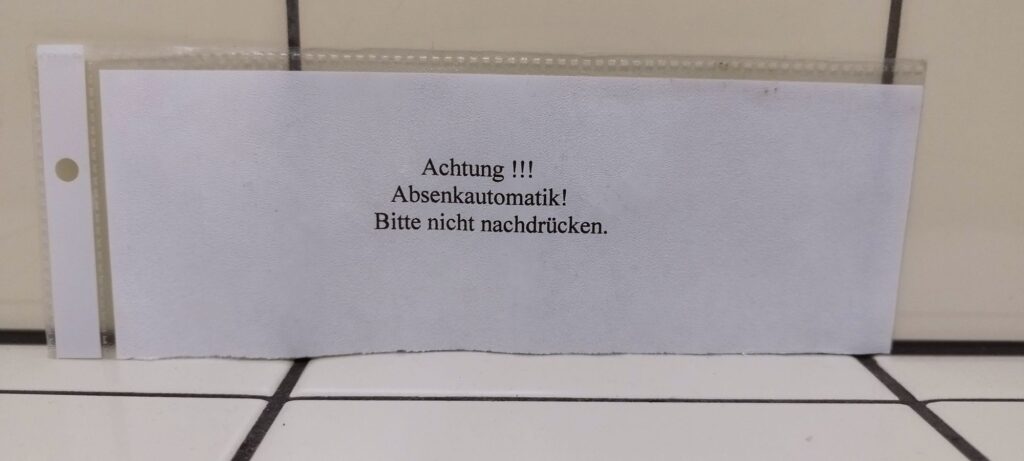 Achtung !!!
Absenkautomatik!
Bitte nicht nachdrücken.